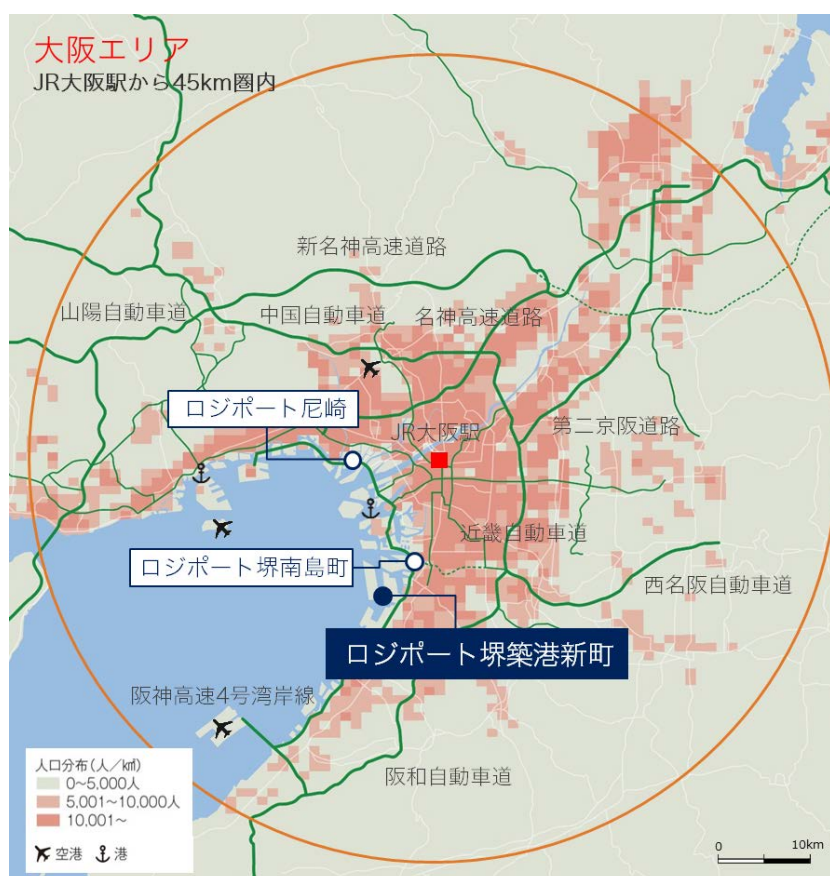 大阪エリア
JR大阪駅から45km圏内
新名神高速道路
山陽自動車道
中国自動車道
名神高速道路
ロジポート尼崎
JR大阪駅
第二京阪道路
近畿自動車道
ロジポート堺南島町
西名阪自動車道
ロジポート堺築港新町
阪神高速4号湾岸線
阪和自動車道
人口分布(人/㎢)
0~5,000人
5,001~10,000人
10,001~
空港 港
0 10km